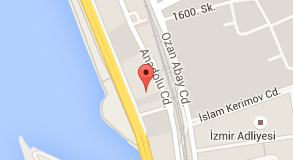 1600. Sk.
Ozan Abay Cd.
Anadolu Cd.
İslam Kerimov Cd.
İzmir Adliyesi